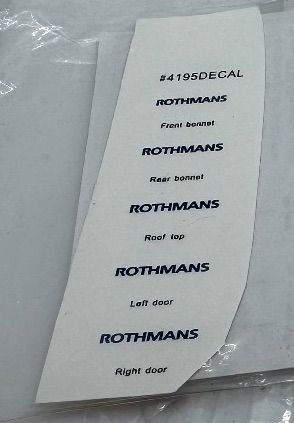 #4195DECAL
ROTHMANS
Front bonnet
ROTHMANS
Rear bonnet
ROTHMANS
Roof top
ROTHMANS
Left door
ROTHMANS
Right door